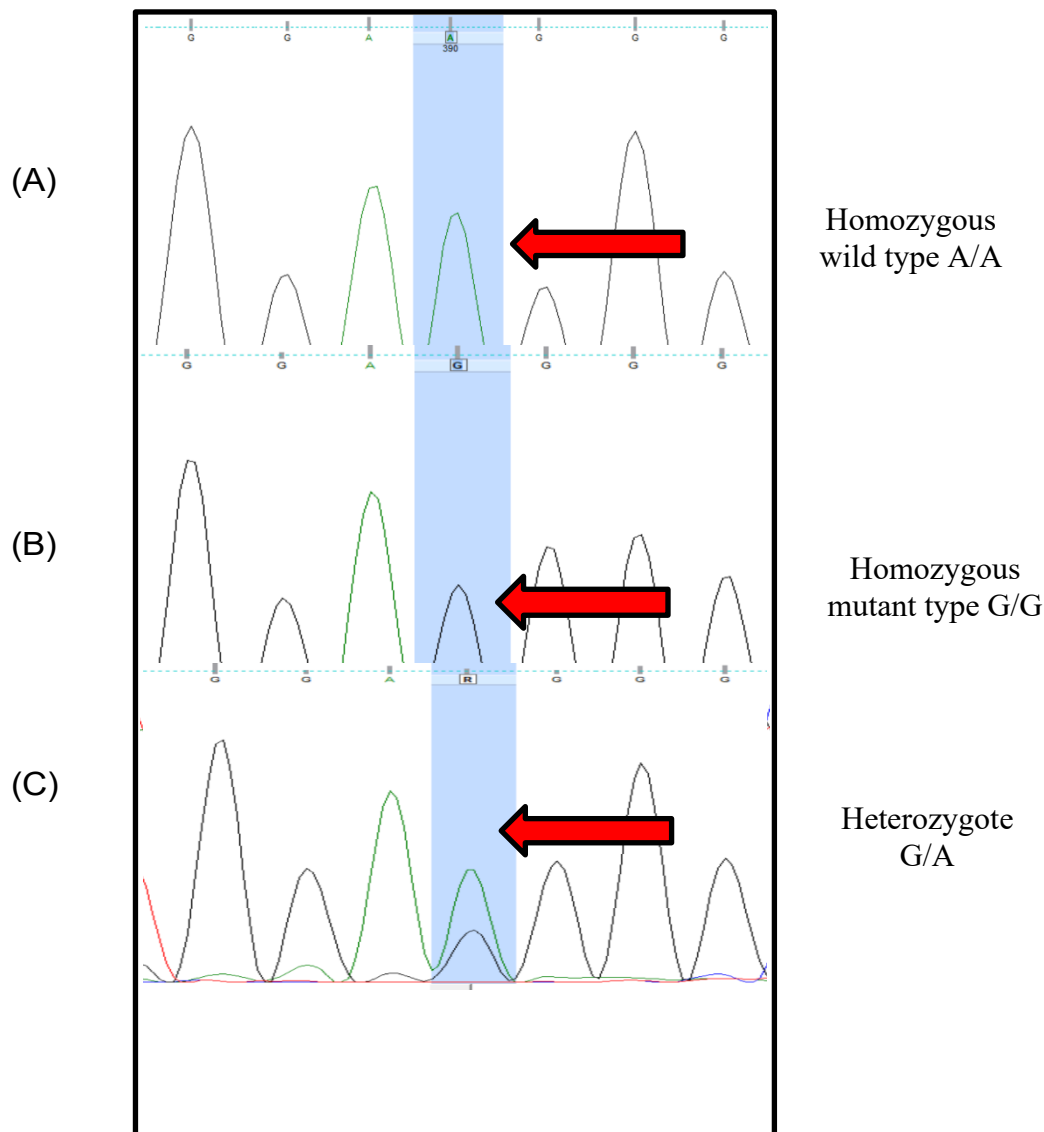 G G A A G G G
390
(A)
Homozygous
wild type A/A
G G A G G G G
(B)
Homozygous
mutant type G/G
G G A R G G G
(C)
Heterozygote
G/A